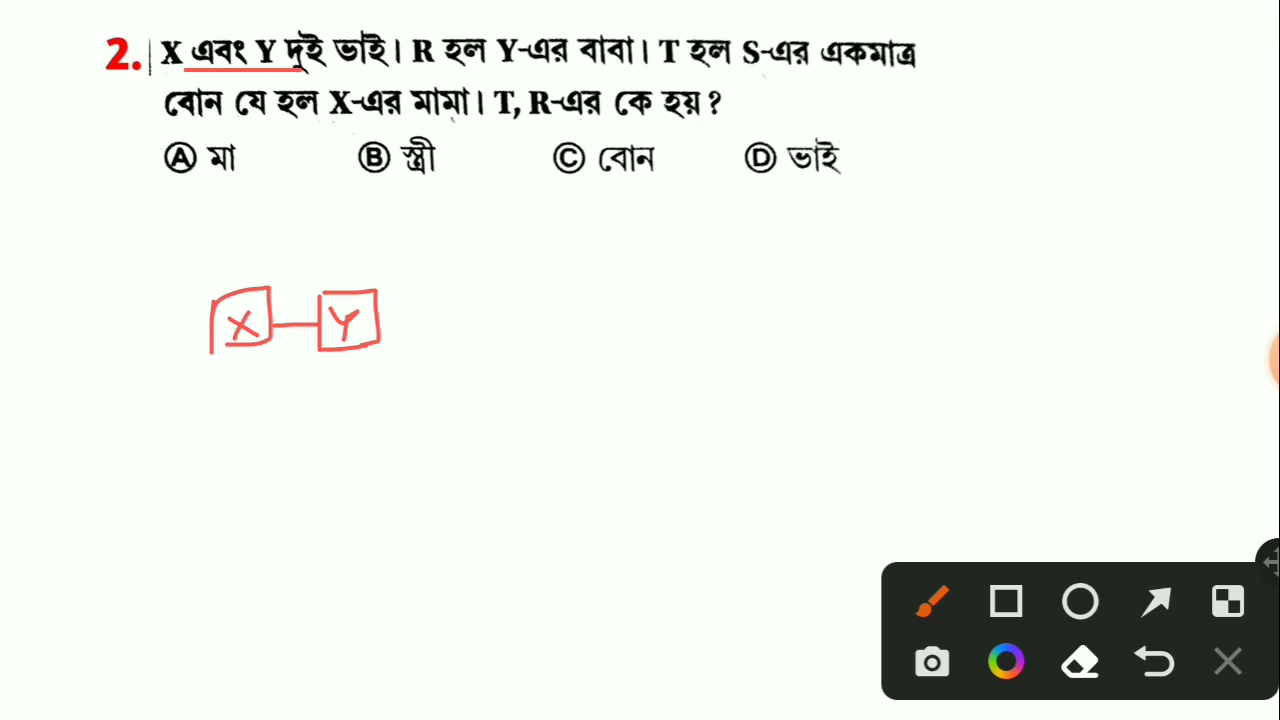 2. X এবং Y দুই ভাই। R হল Y-এর বাবা। T হল S-এর একমাত্র
বোন যে হল X-এর মামা। T, R-এর কে হয় ?
Ⓐ মা Ⓑ স্ত্রী Ⓒ বোন Ⓓ ভাই
X Y